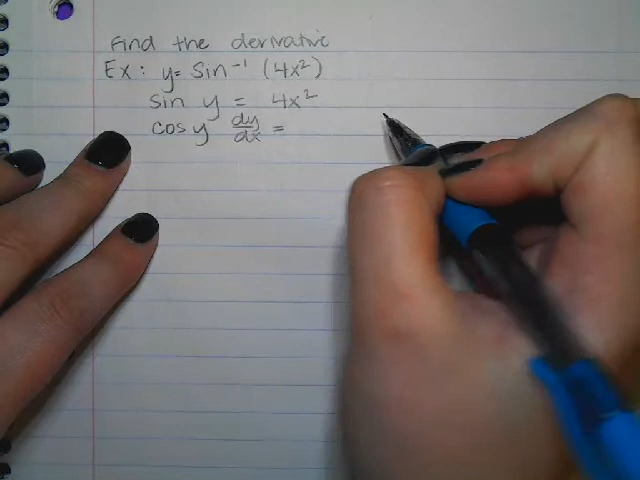 Find the derivative
Ex: y= sin⁻¹ (4x²)
sin y = 4x²
cos y dy/dx =